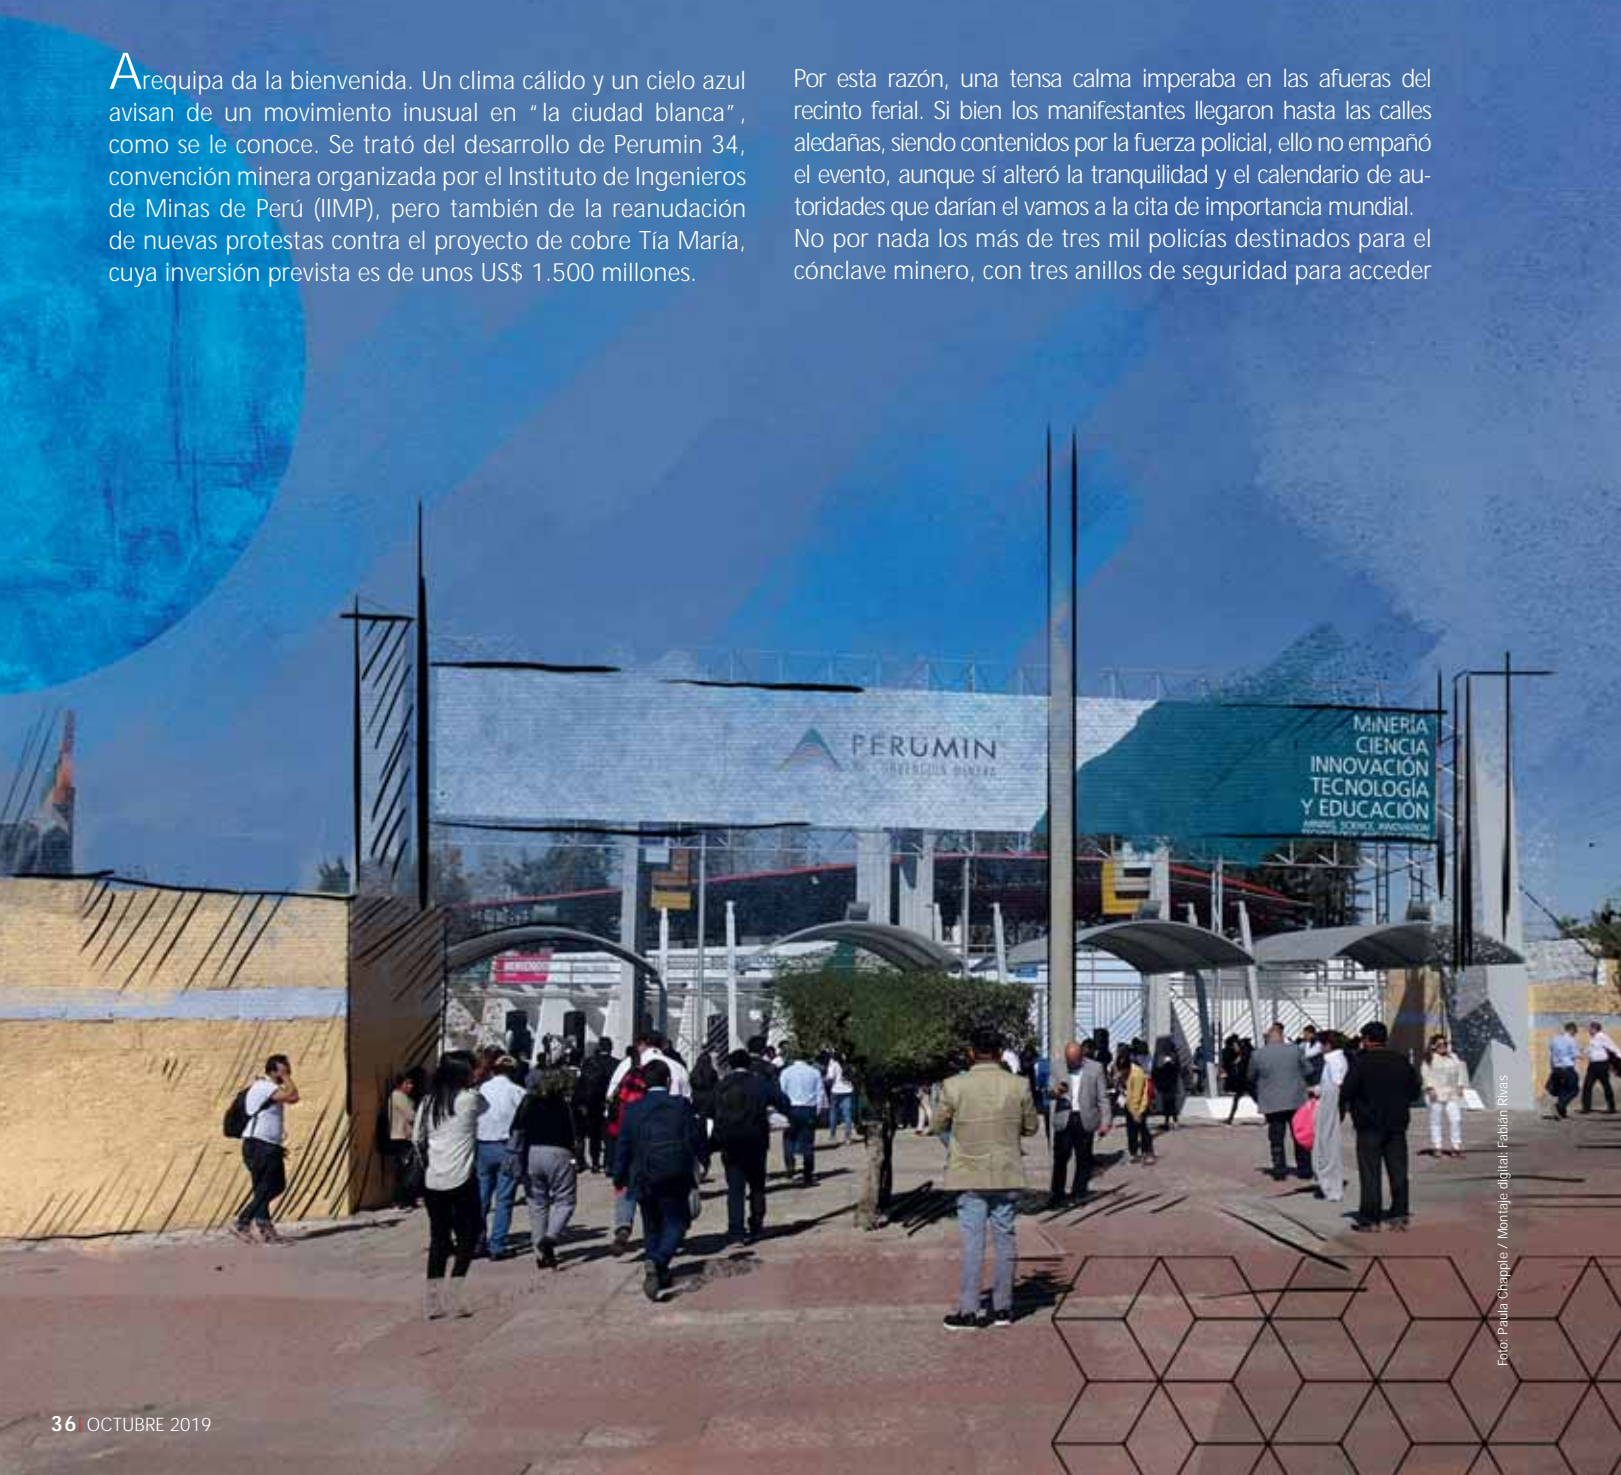 Arequipa da la bienvenida. Un clima cálido y un cielo azul
avisan de un movimiento inusual en “la ciudad blanca”,
como se le conoce. Se trató del desarrollo de Perumin 34,
convención minera organizada por el Instituto de Ingenieros
de Minas de Perú (IIMP), pero también de la reanudación
de nuevas protestas contra el proyecto de cobre Tía María,
cuya inversión prevista es de unos US$ 1.500 millones.
Por esta razón, una tensa calma imperaba en las afueras del
recinto ferial. Si bien los manifestantes llegaron hasta las calles
aledañas, siendo contenidos por la fuerza policial, ello no empañó
el evento, aunque sí alteró la tranquilidad y el calendario de au-
toridades que darían el vamos a la cita de importancia mundial.
No por nada los más de tres mil policías destinados para el
cónclave minero, con tres anillos de seguridad para acceder
PERUMIN
CONVENCIÓN MINERA
MINERÍA
CIENCIA
INNOVACIÓN
TECNOLOGÍA
Y EDUCACIÓN
MINING, SCIENCE, INNOVATION
Foto: Paula Chapple / Montaje digital: Fabián Rivas
36 | OCTUBRE 2019